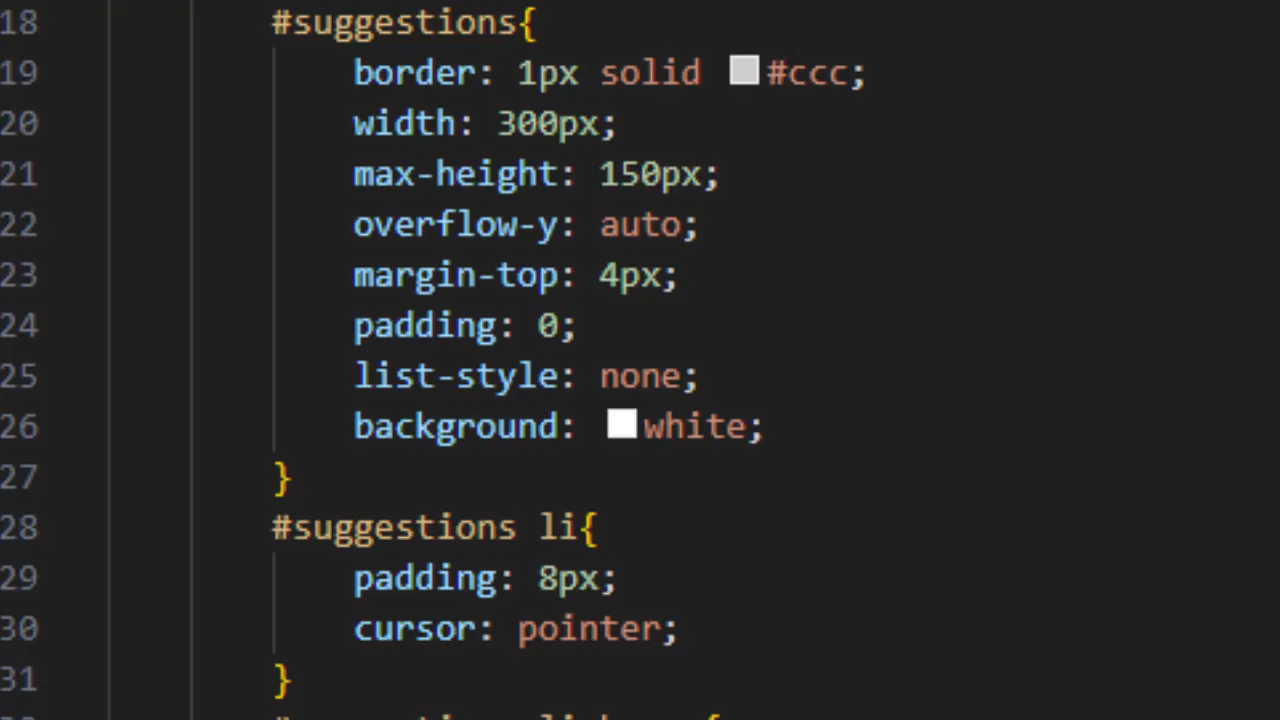 18 #suggestions{
19 border: 1px solid #ccc;
20 width: 300px;
21 max-height: 150px;
22 overflow-y: auto;
23 margin-top: 4px;
24 padding: 0;
25 list-style: none;
26 background: white;
27 }
28 #suggestions li{
29 padding: 8px;
30 cursor: pointer;
31 }